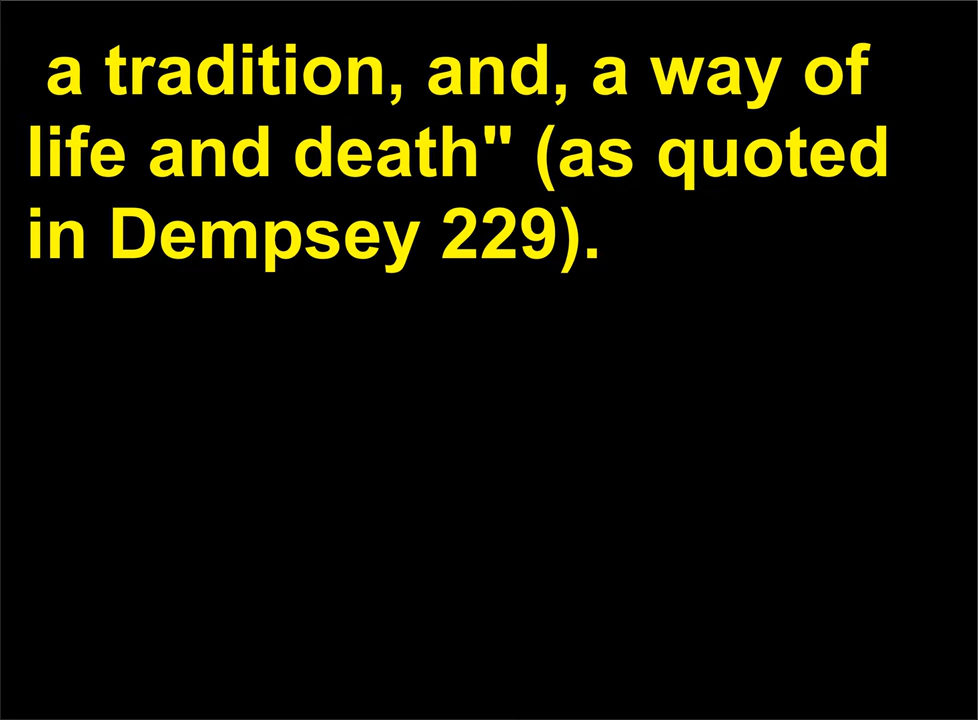 a tradition, and, a way of
life and death" (as quoted
in Dempsey 229).